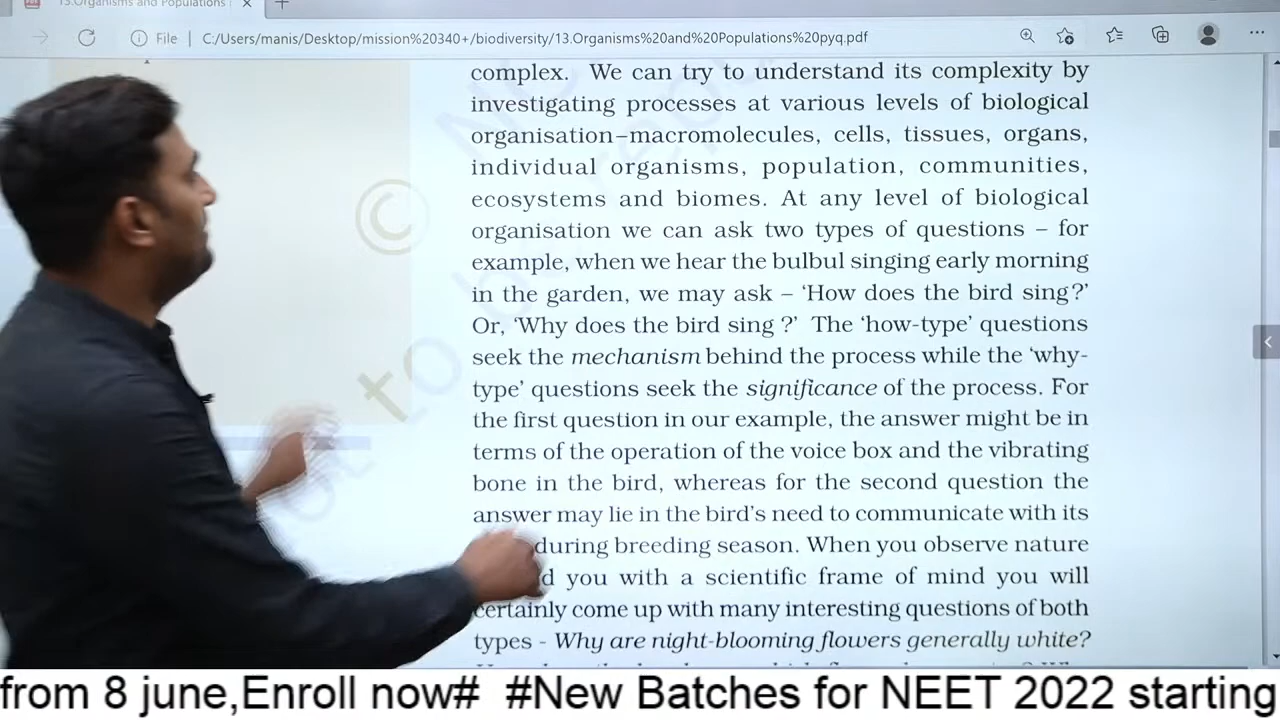 13.Organisms and Populations
File | C:/Users/manis/Desktop/mission%20340+/biodiversity/13.Organisms%20and%20Populations%20pyq.pdf
complex. We can try to understand its complexity by
investigating processes at various levels of biological
organisation–macromolecules, cells, tissues, organs,
individual organisms, population, communities,
ecosystems and biomes. At any level of biological
organisation we can ask two types of questions – for
example, when we hear the bulbul singing early morning
in the garden, we may ask – ‘How does the bird sing?’
Or, ‘Why does the bird sing ?’ The ‘how-type’ questions
seek the mechanism behind the process while the ‘why-
type’ questions seek the significance of the process. For
the first question in our example, the answer might be in
terms of the operation of the voice box and the vibrating
bone in the bird, whereas for the second question the
answer may lie in the bird’s need to communicate with its
during breeding season. When you observe nature
you with a scientific frame of mind you will
certainly come up with many interesting questions of both
types - Why are night-blooming flowers generally white?
©
to
from 8 june,Enroll now# #New Batches for NEET 2022 starting